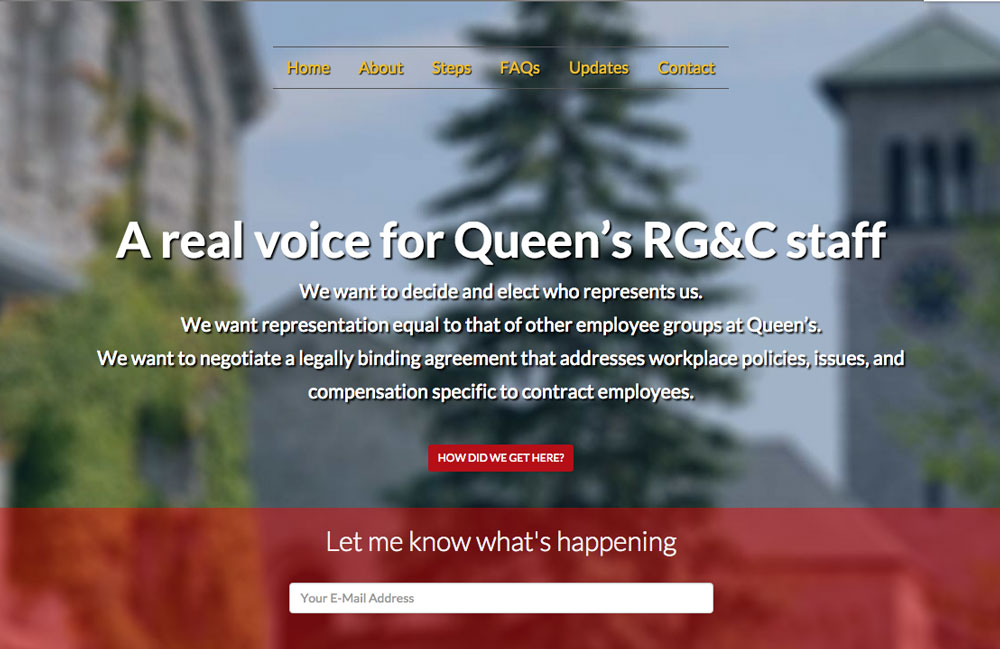 Home About Steps FAQs Updates Contact
A real voice for Queen’s RG&C staff
We want to decide and elect who represents us.
We want representation equal to that of other employee groups at Queen’s.
We want to negotiate a legally binding agreement that addresses workplace policies, issues, and
compensation specific to contract employees.
HOW DID WE GET HERE?
Let me know what's happening
Your E-Mail Address